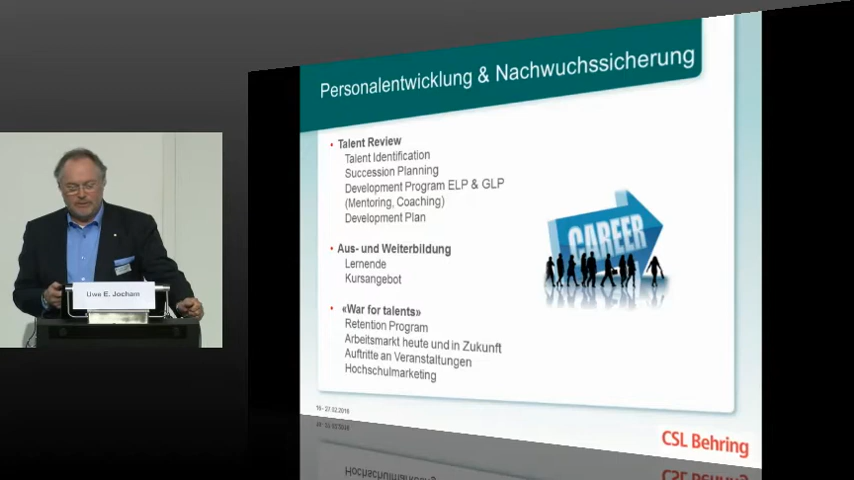 Personalentwicklung & Nachwuchssicherung
• Talent Review
Talent Identification
Succession Planning
Development Program ELP & GLP
(Mentoring, Coaching)
Development Plan
• Aus- und Weiterbildung
Lernende
Kursangebot
• «War for talents»
Retention Program
Arbeitsmarkt heute und in Zukunft
Auftritte an Veranstaltungen
Hochschulmarketing
CAREER
Uwe E. Jocham
CSL Behring